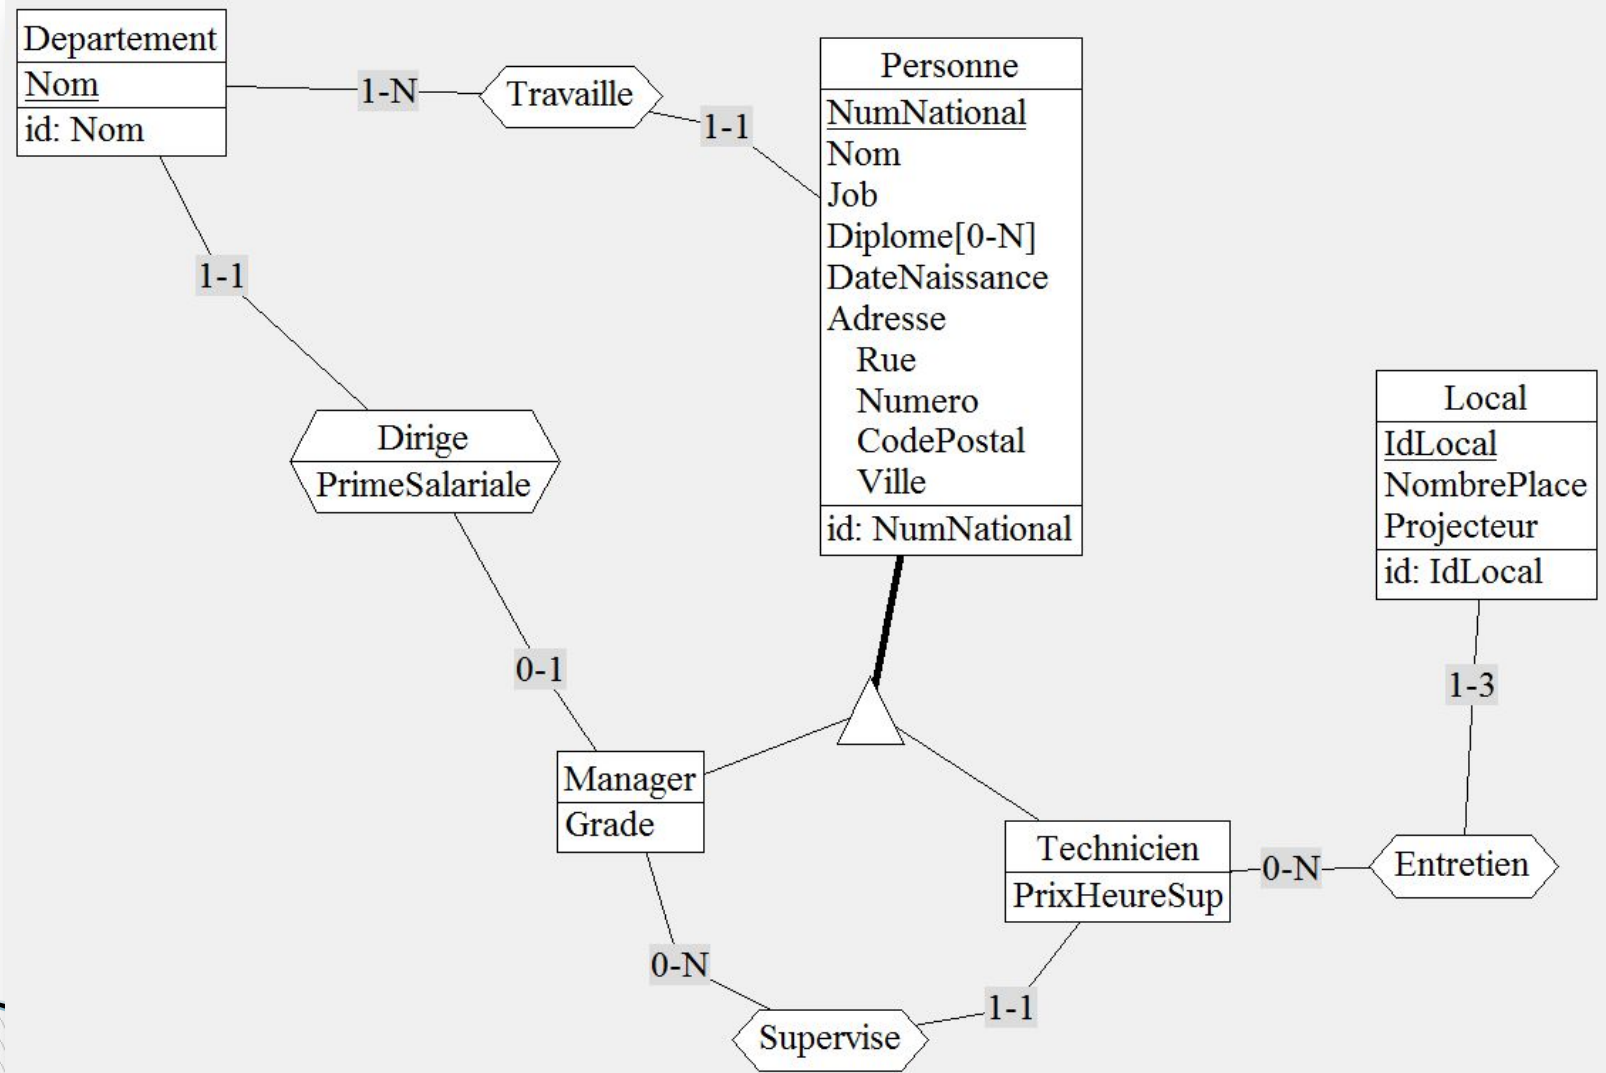 Departement
Nom
id: Nom
1-N
Travaille
1-1
Personne
NumNational
Nom
Job
Diplome[0-N]
DateNaissance
Adresse
Rue
Numero
CodePostal
Ville
id: NumNational
1-1
Dirige
PrimeSalariale
0-1
Local
IdLocal
NombrePlace
Projecteur
id: IdLocal
1-3
Manager
Grade
Technicien
PrixHeureSup
0-N
Entretien
0-N
1-1
Supervise